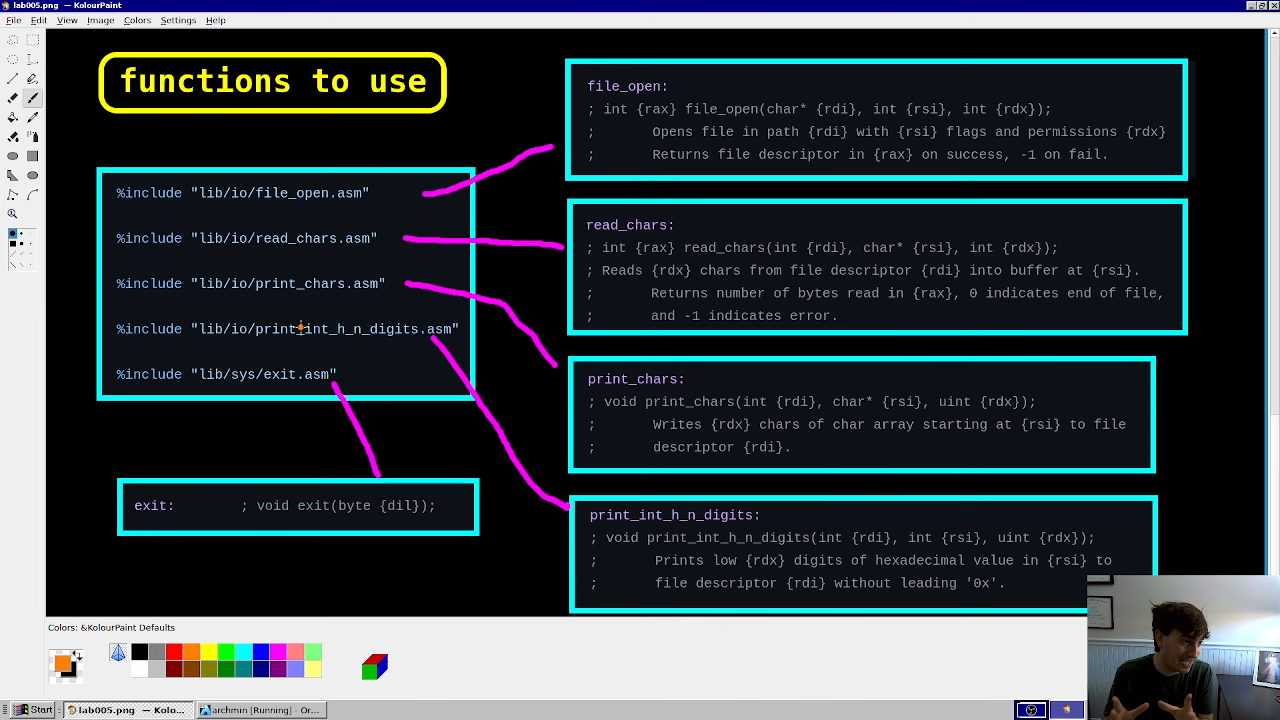 lab005.png — KolourPaint
File Edit View Image Colors Settings Help
functions to use
%include "lib/io/file_open.asm"
%include "lib/io/read_chars.asm"
%include "lib/io/print_chars.asm"
%include "lib/io/print_int_h_n_digits.asm"
%include "lib/sys/exit.asm"
exit: ; void exit(byte {dil});
file_open:
; int {rax} file_open(char* {rdi}, int {rsi}, int {rdx});
; Opens file in path {rdi} with {rsi} flags and permissions {rdx}
; Returns file descriptor in {rax} on success, -1 on fail.
read_chars:
; int {rax} read_chars(int {rdi}, char* {rsi}, int {rdx});
; Reads {rdx} chars from file descriptor {rdi} into buffer at {rsi}.
; Returns number of bytes read in {rax}, 0 indicates end of file,
; and -1 indicates error.
print_chars:
; void print_chars(int {rdi}, char* {rsi}, uint {rdx});
; Writes {rdx} chars of char array starting at {rsi} to file
; descriptor {rdi}.
print_int_h_n_digits:
; void print_int_h_n_digits(int {rdi}, int {rsi}, uint {rdx});
; Prints low {rdx} digits of hexadecimal value in {rsi} to
; file descriptor {rdi} without leading '0x'.
Colors: &KolourPaint Defaults
Start lab005.png — Kolo... archmin [Running] - Or...